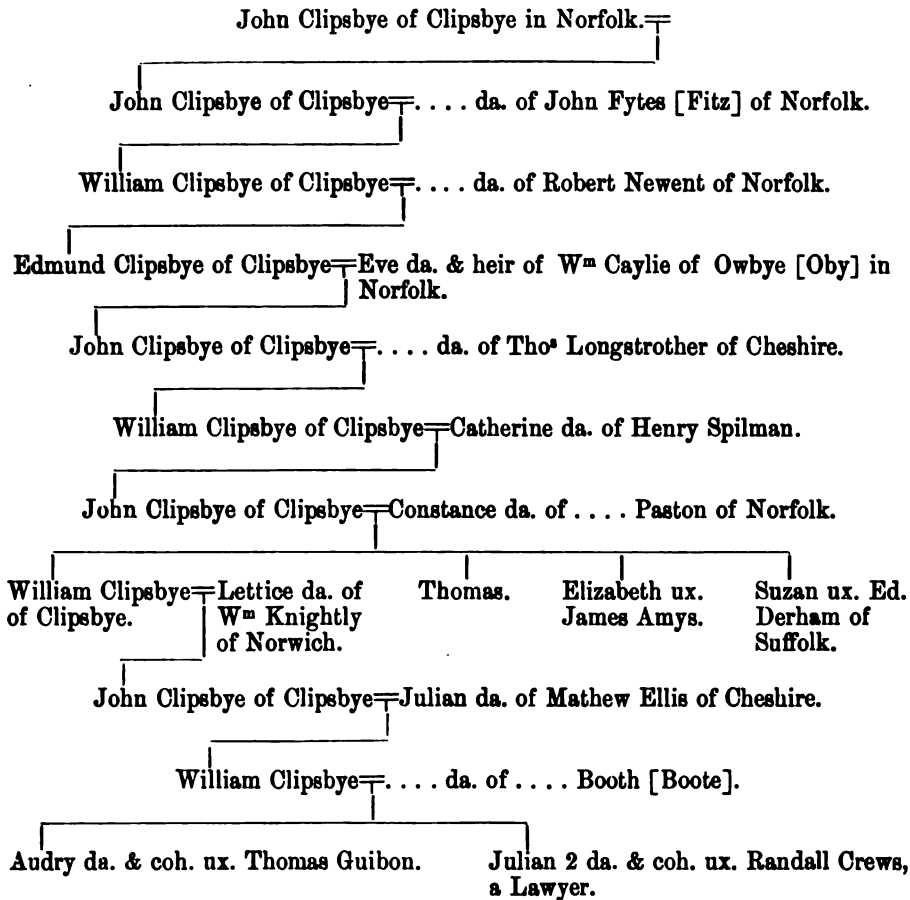 John Clipsbye of Clipsbye in Norfolk.
John Clipsbye of Clipsbye . . . . da. of John Fytes [Fitz] of Norfolk.
William Clipsbye of Clipsbye . . . . da. of Robert Newent of Norfolk.
Edmund Clipsbye of Clipsbye Eve da. & heir of Wᵐ Caylie of Owbye [Oby] in
Norfolk.
John Clipsbye of Clipsbye . . . . da. of Thoˢ Longstrother of Cheshire.
William Clipsbye of Clipsbye Catherine da. of Henry Spilman.
John Clipsbye of Clipsbye Constance da. of . . . . Paston of Norfolk.
William Clipsbye
of Clipsbye.
Lettice da. of
Wᵐ Knightly
of Norwich.
Thomas.
Elizabeth ux.
James Amys.
Suzan ux. Ed.
Derham of
Suffolk.
John Clipsbye of Clipsbye Julian da. of Mathew Ellis of Cheshire.
William Clipsbye . . . . da. of . . . . Booth [Boote].
Audry da. & coh. ux. Thomas Guibon.
Julian 2 da. & coh. ux. Randall Crews,
a Lawyer.